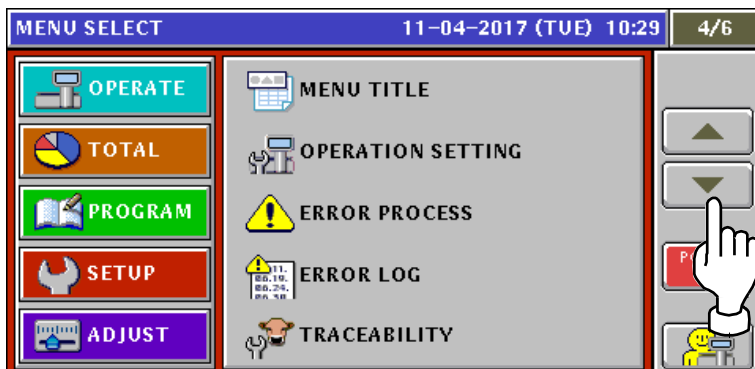 MENU SELECT 11-04-2017 (TUE) 10:29 4/6
OPERATE
TOTAL
PROGRAM
SETUP
ADJUST
MENU TITLE
OPERATION SETTING
ERROR PROCESS
ERROR LOG
TRACEABILITY